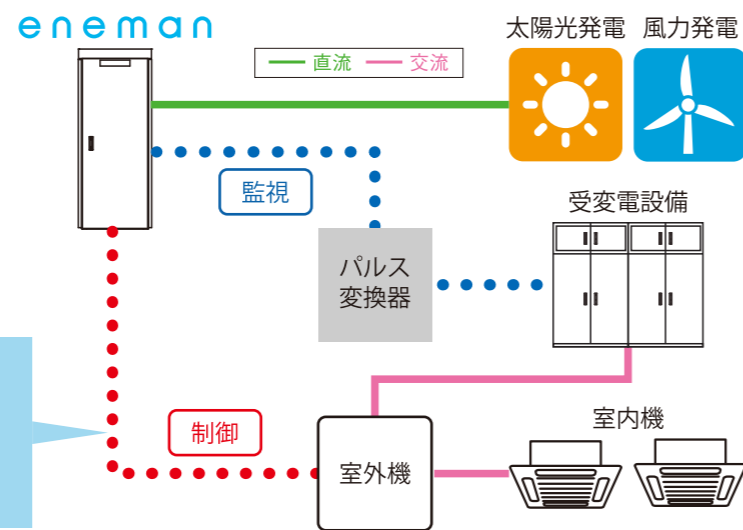 eneman
太陽光発電 風力発電
直流 交流
監視
受変電設備
パルス
変換器
制御
室内機
室外機